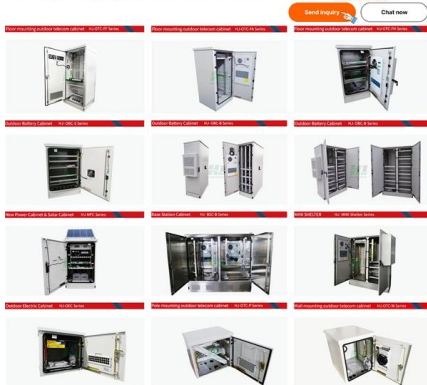 Send Inquiry
Chat now
Floor mounting outdoor telecom cabinet HJ-OTC-FF Series
Floor mounting outdoor telecom cabinet HJ-OTC-FA Series
Floor mounting outdoor telecom cabinet HJ-OTC-FH Series
Outdoor Battery Cabinet
Outdoor Battery Cabinet HJ-OBC-B Series
Outdoor Battery Cabinet HJ-OBC-B Series
New Power Cabinet & Solar Cabinet HJ-NPC Series
Base Station Cabinet HJ-BSC-B Series
MINI SHELTER HJ-MINI Shelter Series
Outdoor Electric Cabinet HJ-OEC Series
Pole mounting outdoor telecom cabinet HJ-OTC-P Series
Wall mounting outdoor telecom cabinet HJ-OTC-W Series